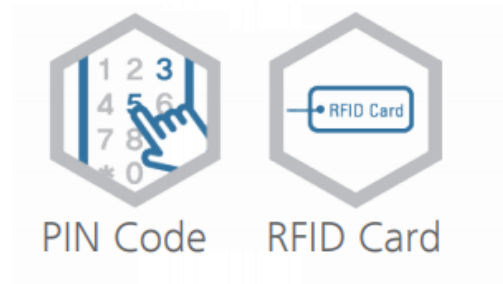 1 2 3
4 5 6
7 8
* 0
RFID Card
PIN Code
RFID Card